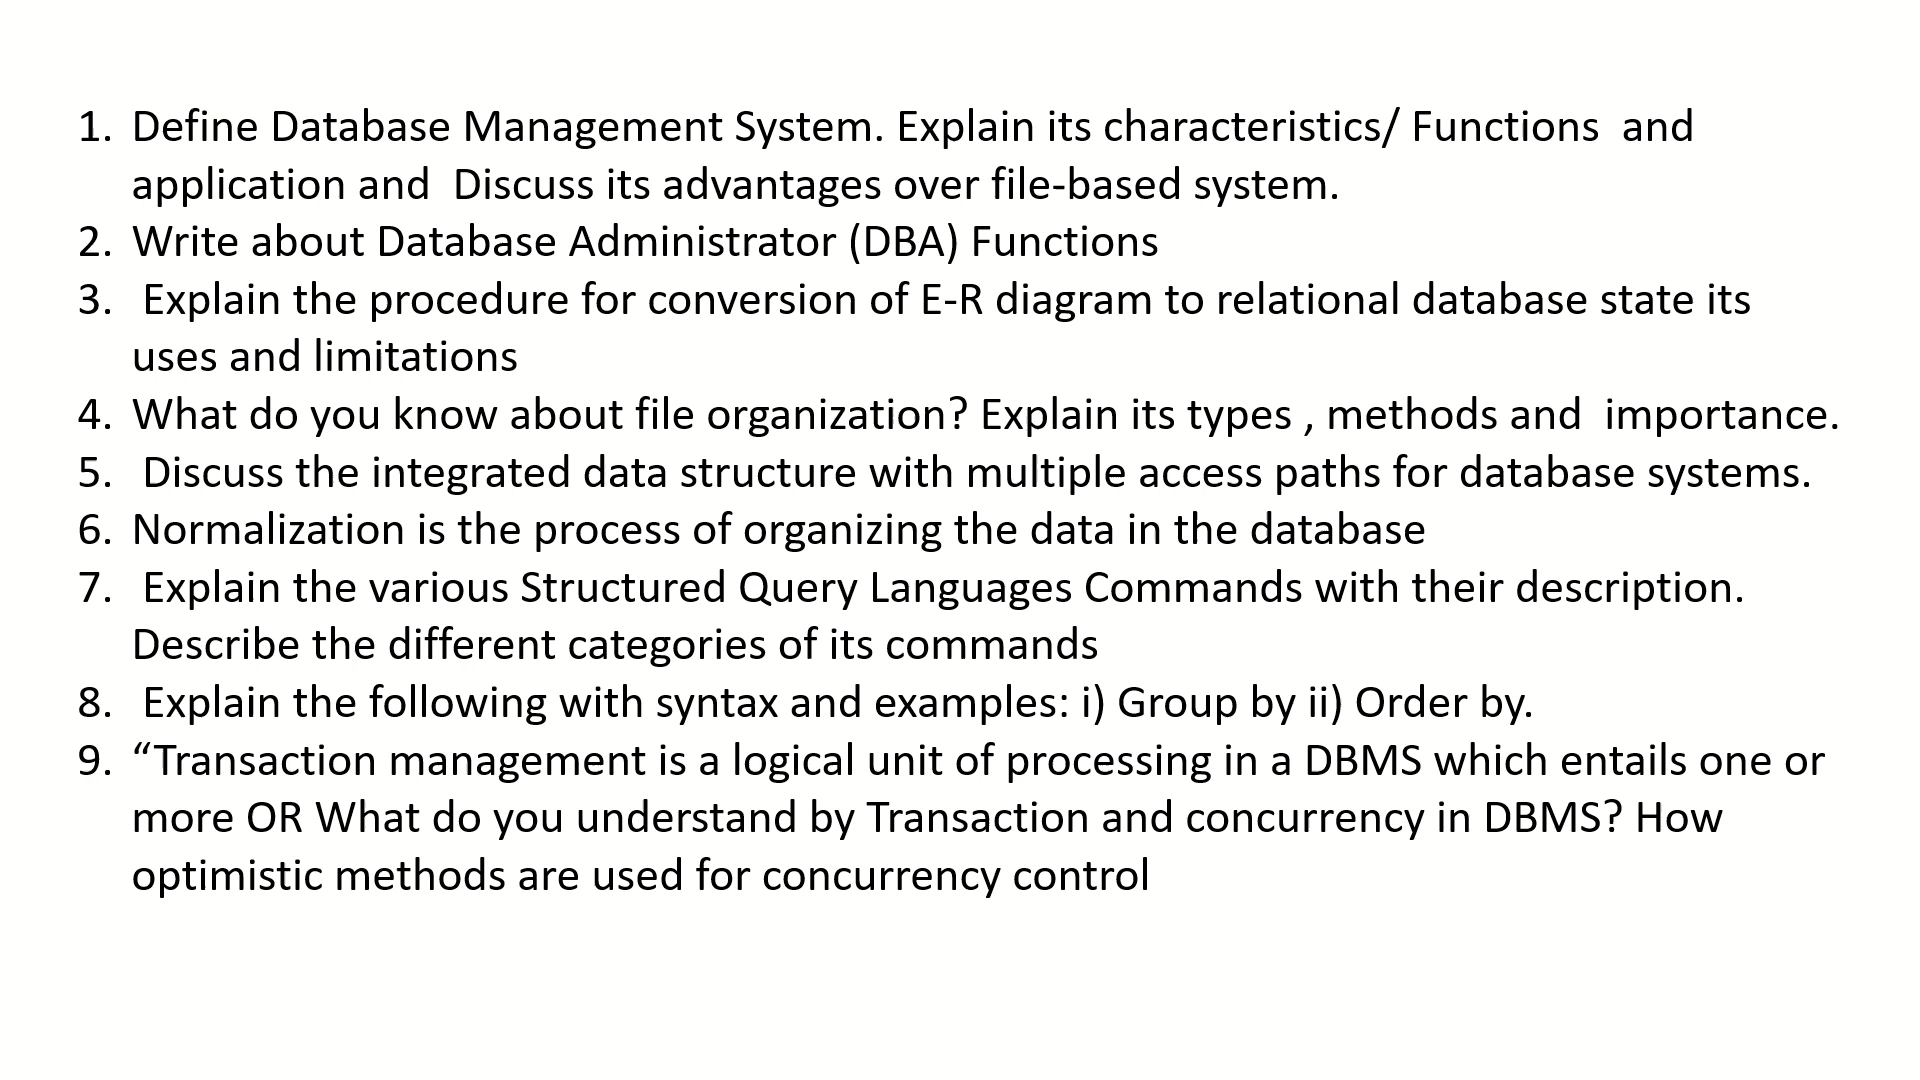 1. Define Database Management System. Explain its characteristics/ Functions  and
application and  Discuss its advantages over file-based system.
2. Write about Database Administrator (DBA) Functions
3.  Explain the procedure for conversion of E-R diagram to relational database state its
uses and limitations
4. What do you know about file organization? Explain its types , methods and  importance.
5.  Discuss the integrated data structure with multiple access paths for database systems.
6. Normalization is the process of organizing the data in the database
7.  Explain the various Structured Query Languages Commands with their description.
Describe the different categories of its commands
8.  Explain the following with syntax and examples: i) Group by ii) Order by.
9. “Transaction management is a logical unit of processing in a DBMS which entails one or
more OR What do you understand by Transaction and concurrency in DBMS? How
optimistic methods are used for concurrency control